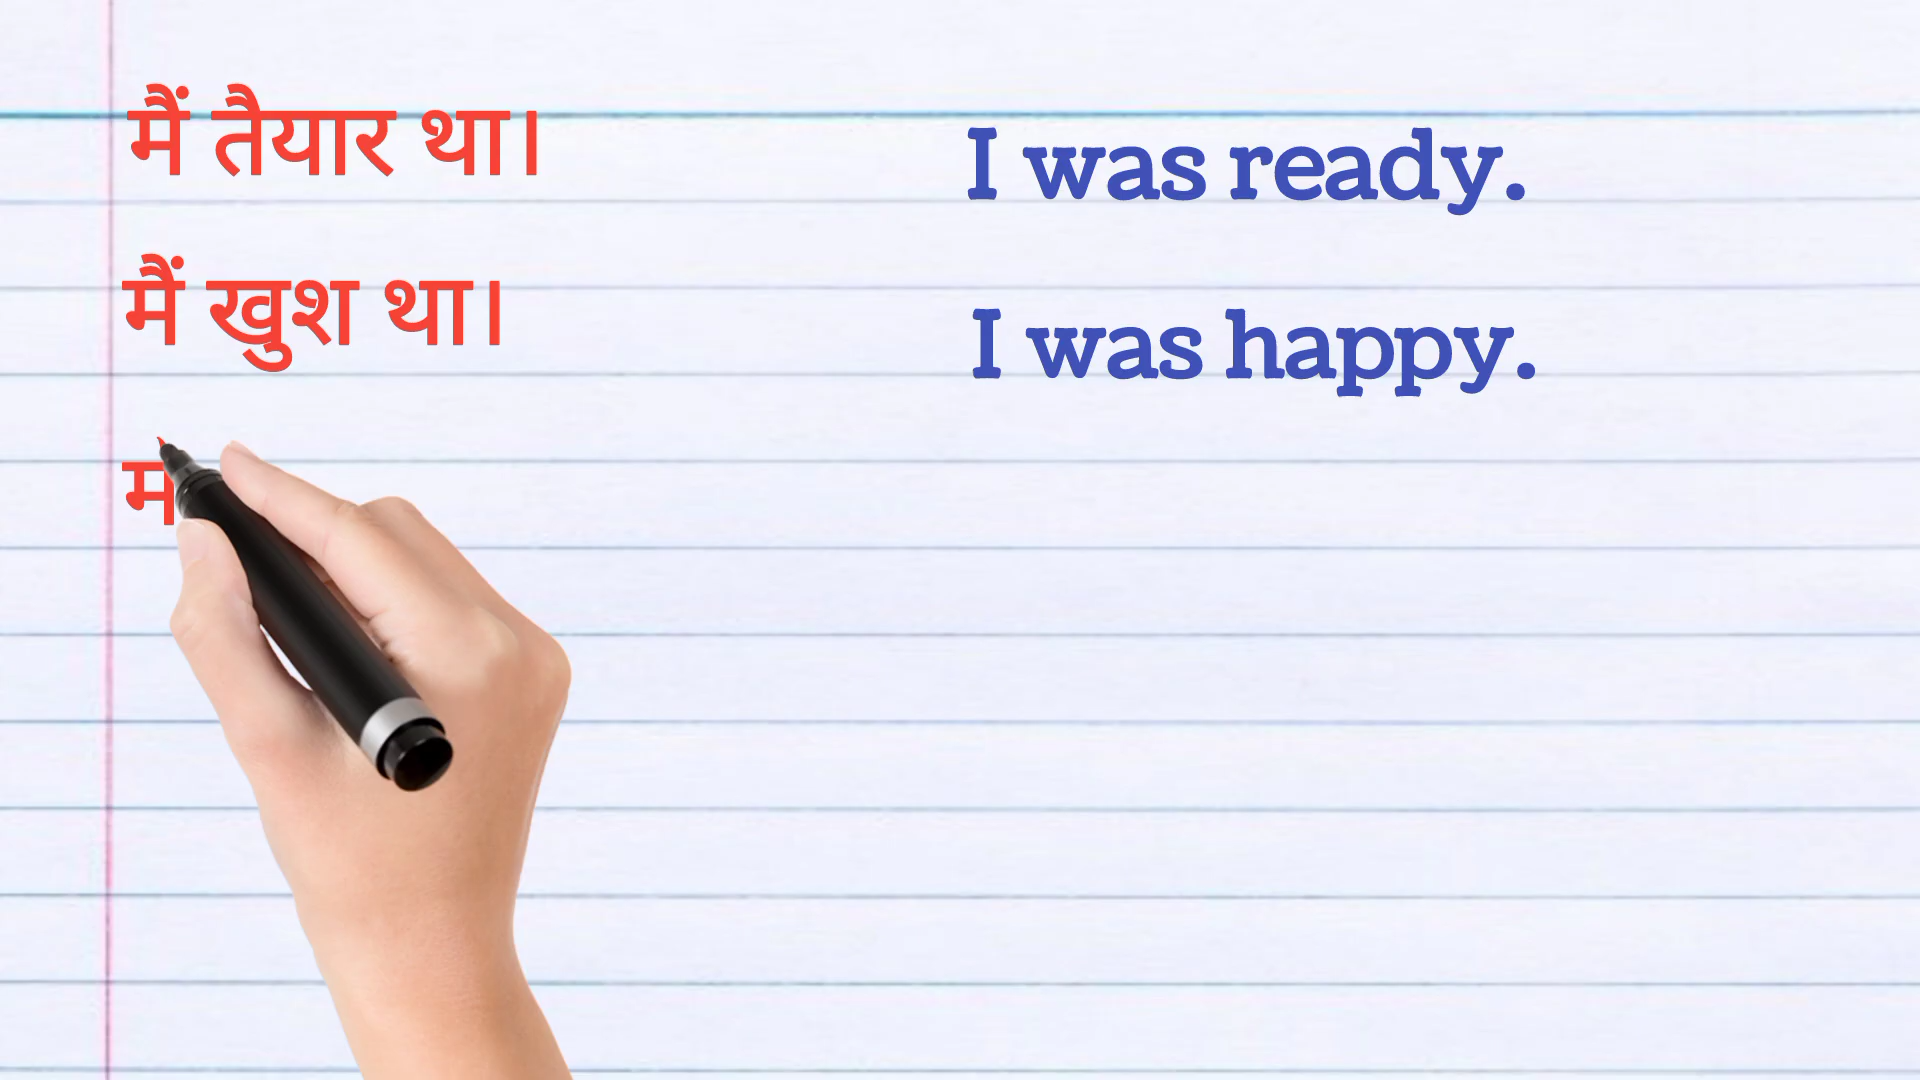 मैं तैयार था। I was ready.
मैं खुश था। I was happy.
म